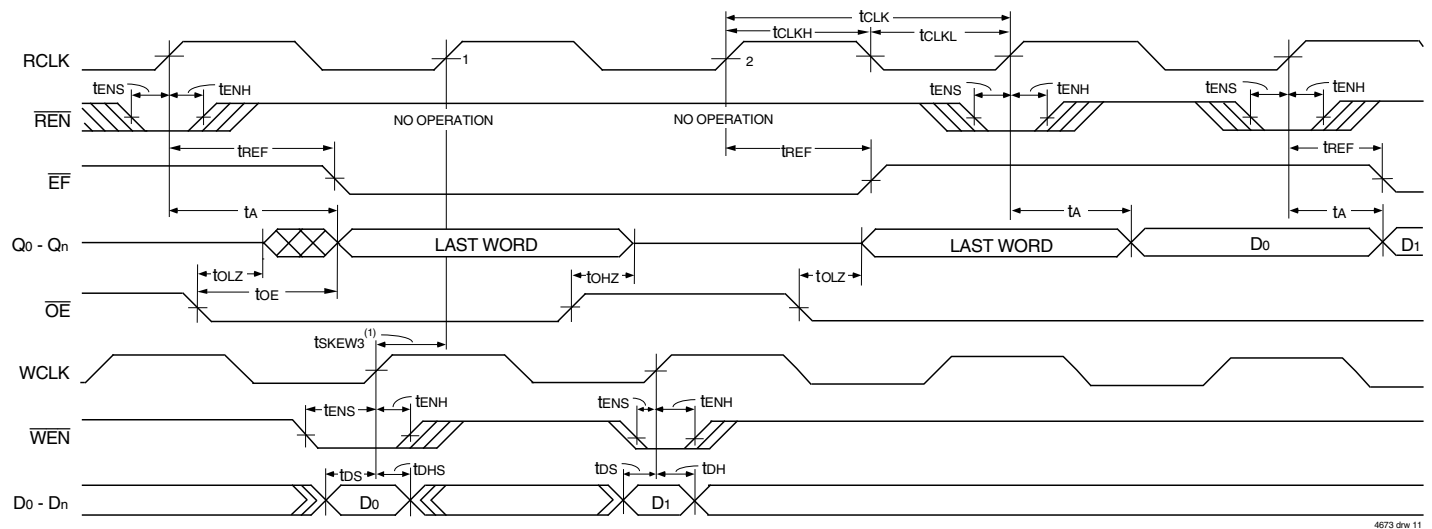 tCLK
tCLKH
tCLKL
RCLK
1
2
tENS
tENH
tENS
tENH
tENS
tENH
REN
NO OPERATION
NO OPERATION
tREF
tREF
tREF
EF
tA
tA
tA
Q0 - Qn
LAST WORD
LAST WORD
D0
D1
tOLZ
tOHZ
tOLZ
tOE
OE
tSKEW3(1)
WCLK
tENS
tENH
tENS
tENH
WEN
tDS
tDHS
tDS
tDH
D0 - Dn
D0
D1
4673 drw 11